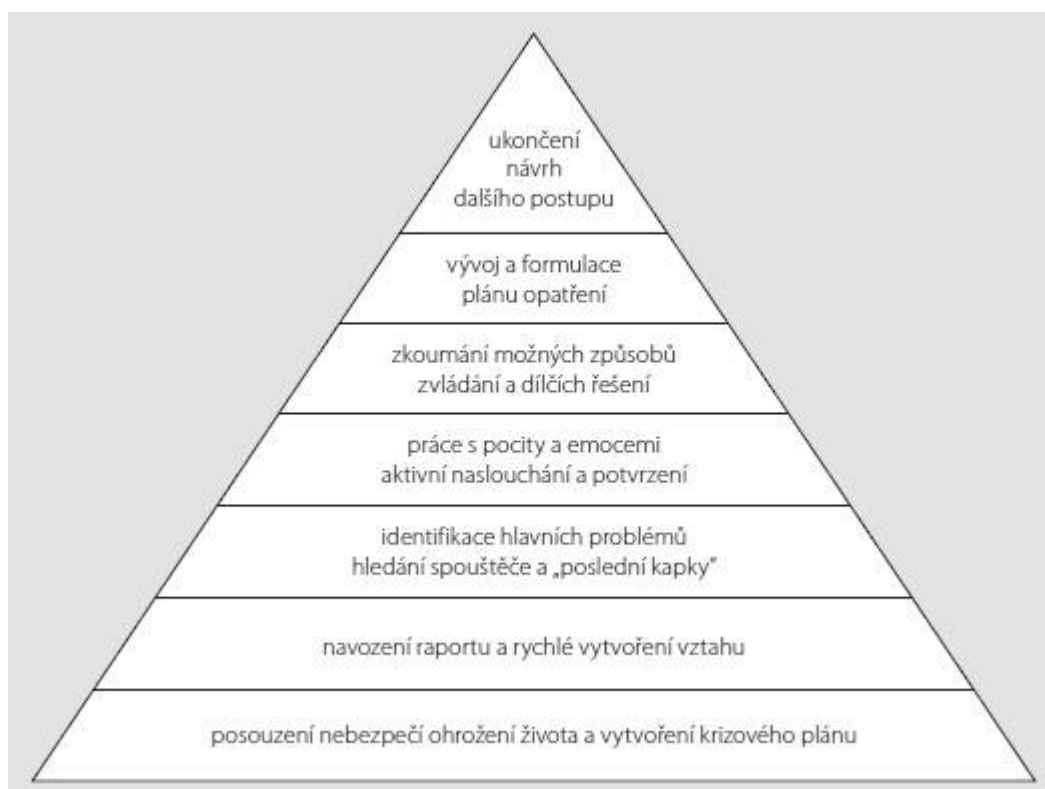 ukončení
návrh
dalšího postupu
vývoj a formulace
plánu opatření
zkoumání možných způsobů
zvládání a dílčích řešení
práce s pocity a emocemi
aktivní naslouchání a potvrzení
identifikace hlavních problémů
hledání spouštěče a „poslední kapky“
navození raportu a rychlé vytvoření vztahu
posouzení nebezpečí ohrožení života a vytvoření krizového plánu